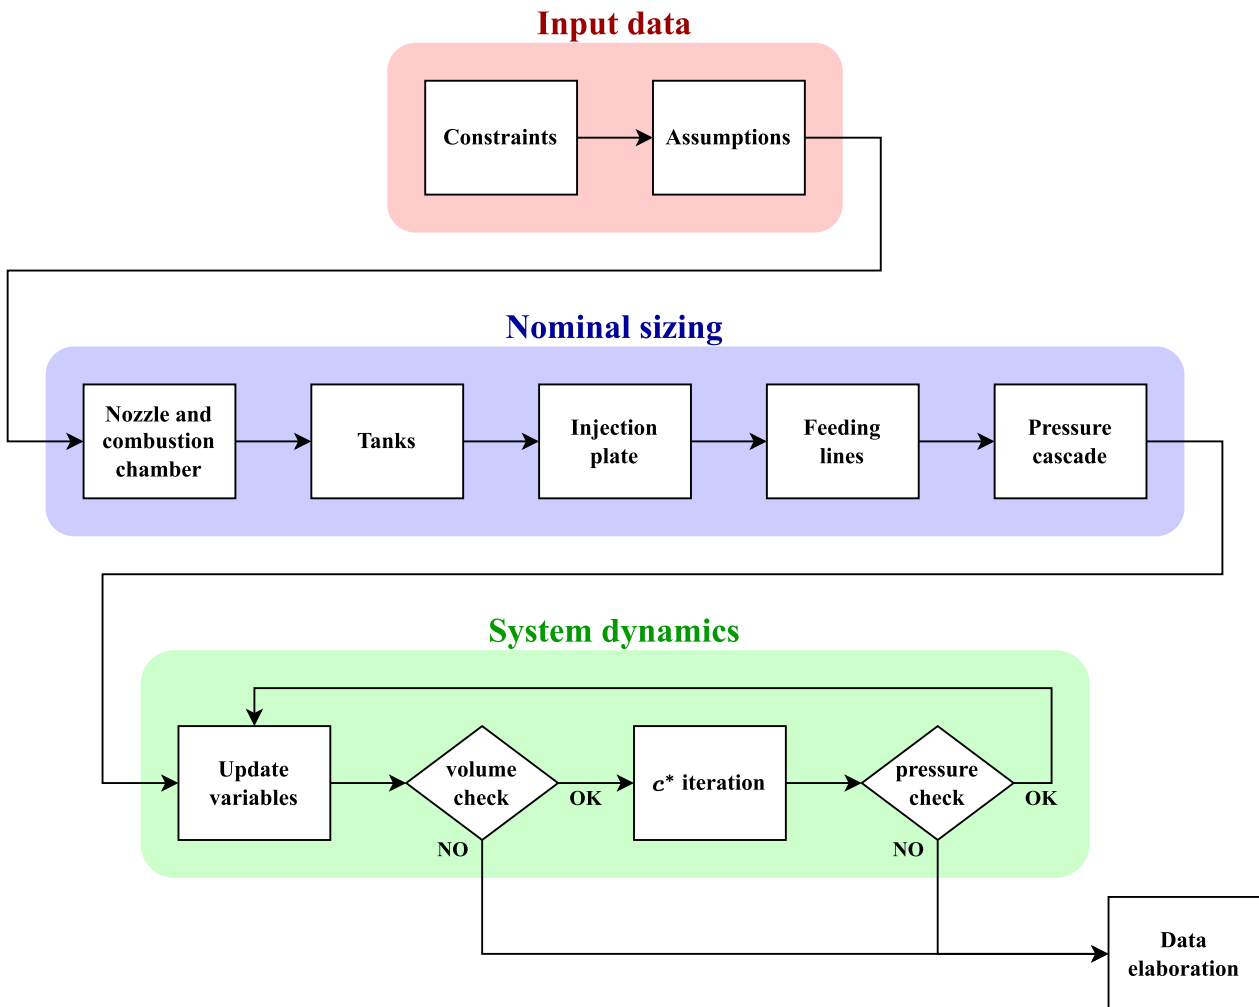 Input data
Constraints
Assumptions
Nominal sizing
Nozzle and
combustion
chamber
Tanks
Injection
plate
Feeding
lines
Pressure
cascade
System dynamics
Update
variables
volume
check
OK
NO
c* iteration
pressure
check
OK
NO
Data
elaboration